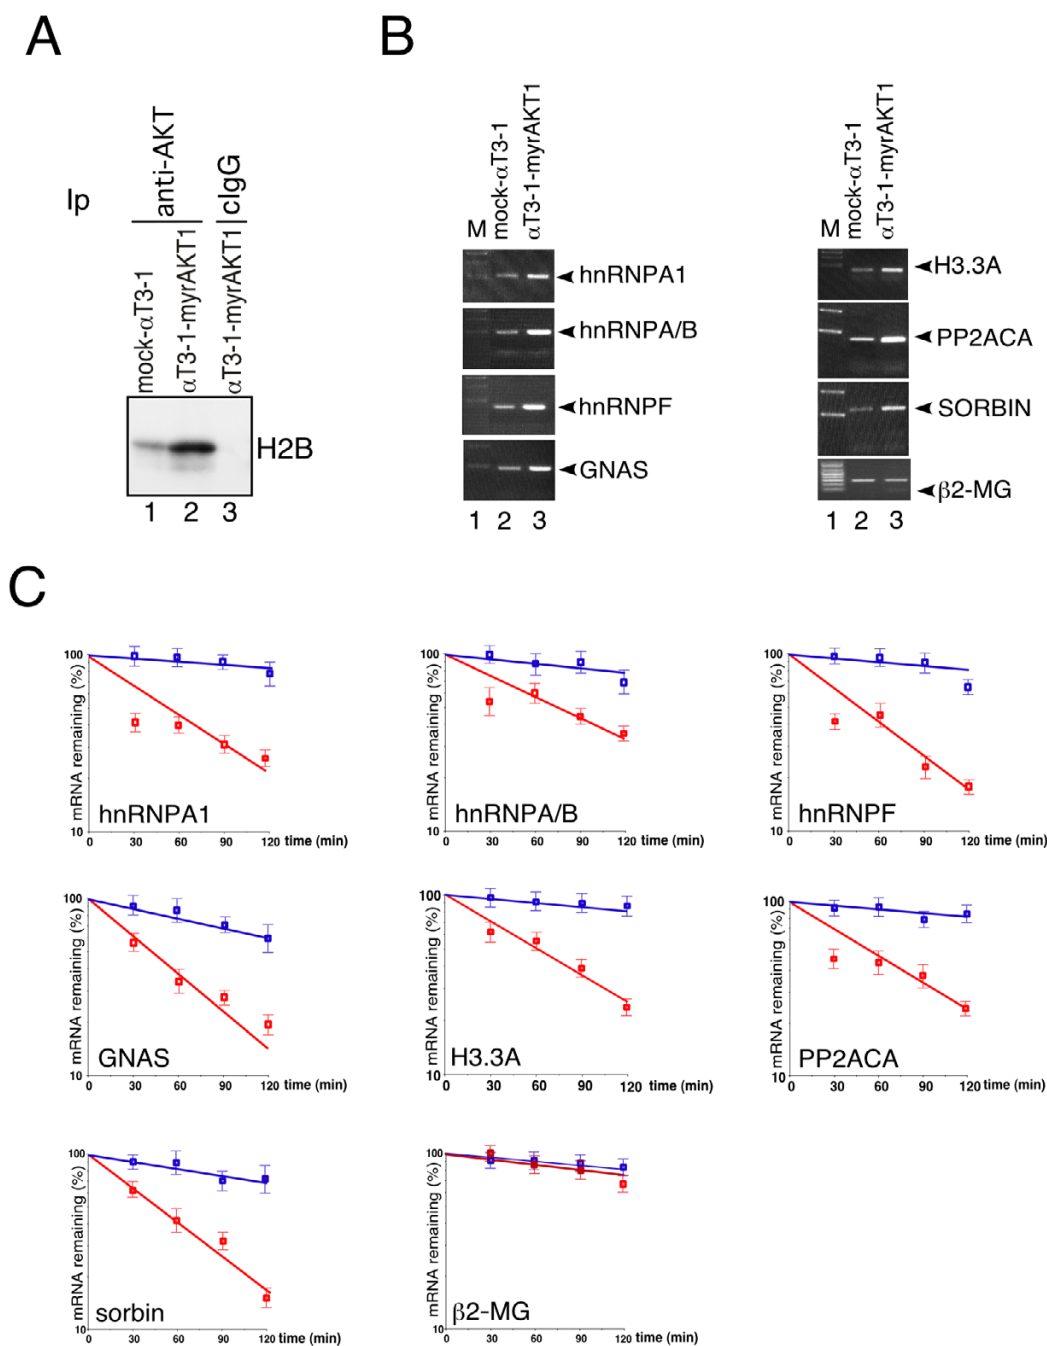 A
B
Ip
anti-AKT
cIgG
mock-αT3-1
αT3-1-myrAKT1
αT3-1-myrAKT1
H2B
1 2 3
M
mock-αT3-1
αT3-1-myrAKT1
hnRNPA1
hnRNPA/B
hnRNPF
GNAS
1 2 3
M
mock-αT3-1
αT3-1-myrAKT1
H3.3A
PP2ACA
SORBIN
β2-MG
1 2 3
C
mRNA remaining (%)
100
10
hnRNPA1
0 30 60 90 120 time (min)
mRNA remaining (%)
100
10
hnRNPA/B
0 30 60 90 120 time (min)
mRNA remaining (%)
100
10
hnRNPF
0 30 60 90 120 time (min)
mRNA remaining (%)
100
10
GNAS
0 30 60 90 120 time (min)
mRNA remaining (%)
100
10
H3.3A
0 30 60 90 120 time (min)
mRNA remaining (%)
100
10
PP2ACA
0 30 60 90 120 time (min)
mRNA remaining (%)
100
10
sorbin
0 30 60 90 120 time (min)
mRNA remaining (%)
100
10
β2-MG
0 30 60 90 120 time (min)